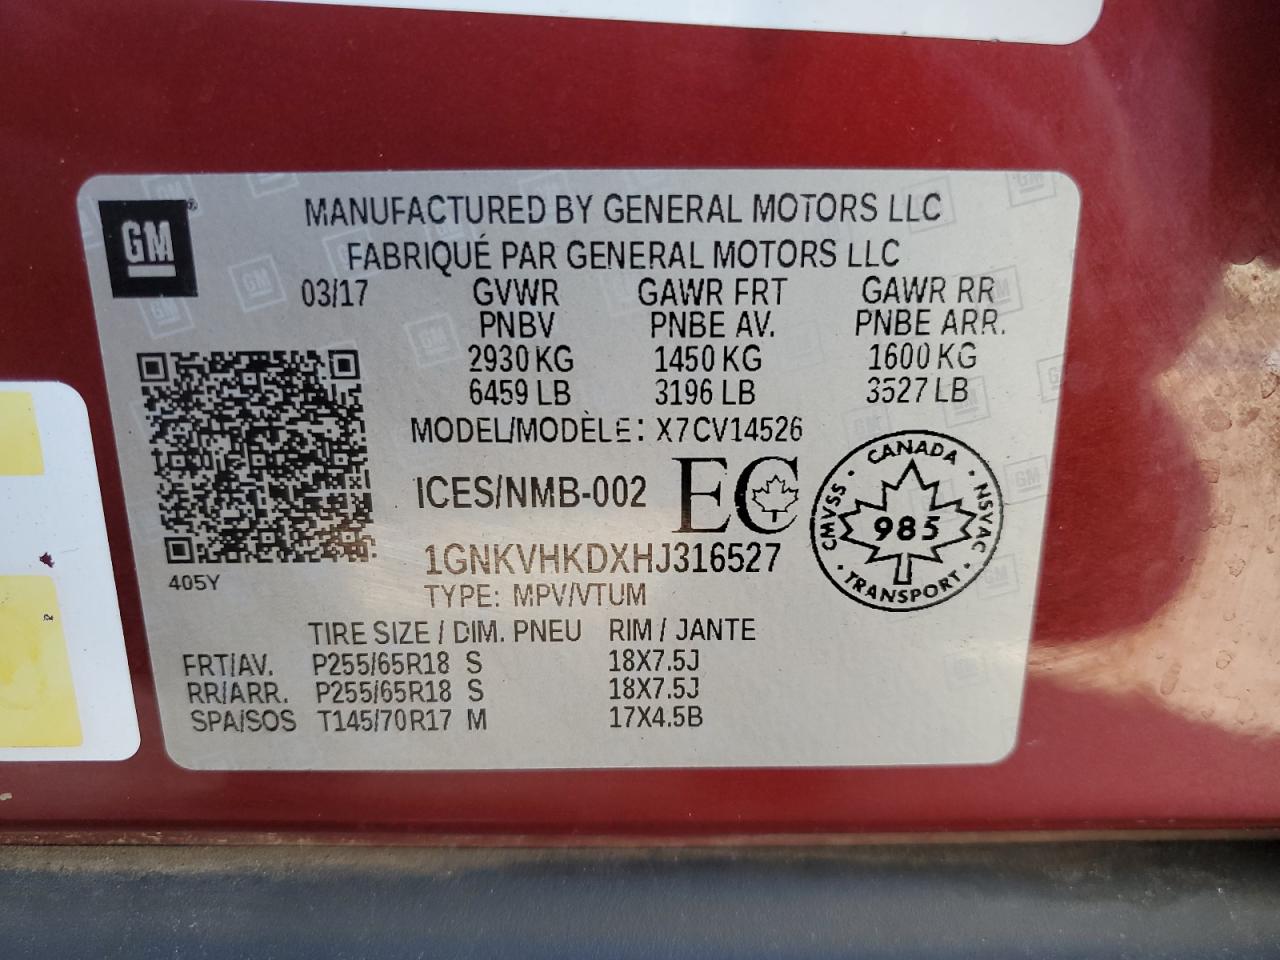 GM ®
MANUFACTURED BY GENERAL MOTORS LLC
FABRIQUÉ PAR GENERAL MOTORS LLC
03/17 GVWR GAWR FRT GAWR RR
PNBV PNBE AV. PNBE ARR.
2930 KG 1450 KG 1600 KG
6459 LB 3196 LB 3527 LB
MODEL/MODÈLE: X7CV14526
ICES/NMB-002 EC
CANADA
CMVSS 985 NSVAC
TRANSPORT
1GNKVHKDXHJ316527
405Y
TYPE: MPV/VTUM
TIRE SIZE / DIM. PNEU RIM / JANTE
FRT/AV. P255/65R18 S 18X7.5J
RR/ARR. P255/65R18 S 18X7.5J
SPA/SOS T145/70R17 M 17X4.5B